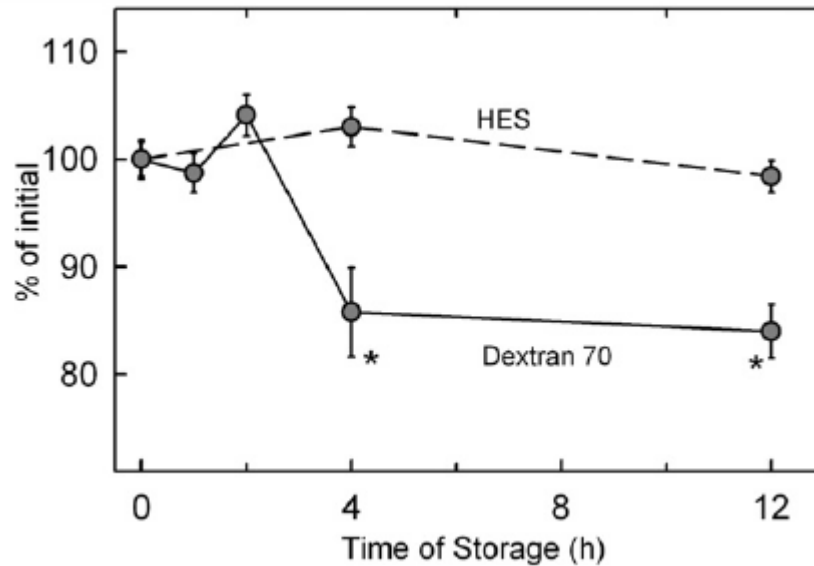 110
100
90
80
% of initial
HES
Dextran 70
*
*
0 4 8 12
Time of Storage (h)